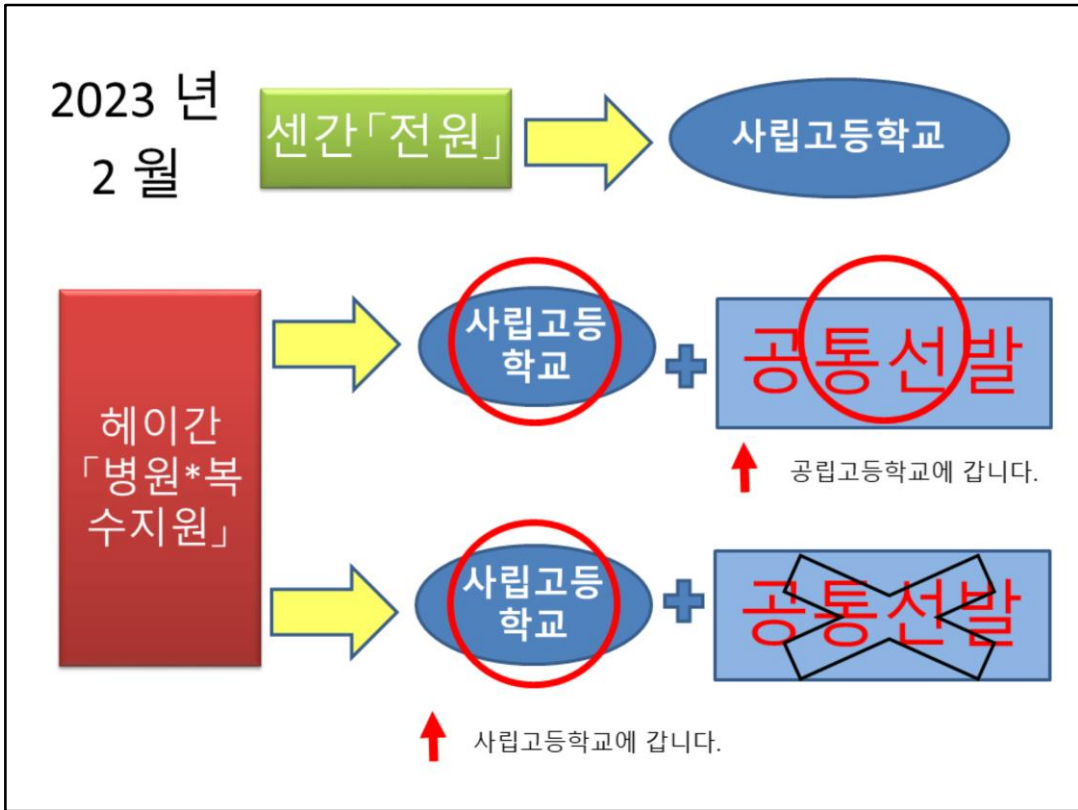 2023 년
2 월
센간「전원」
사립고등학교
헤이간
「병원*복
수지원」
사립고등
학교
공통선발
공립고등학교에 갑니다.
사립고등
학교
공통선발
사립고등학교에 갑니다.